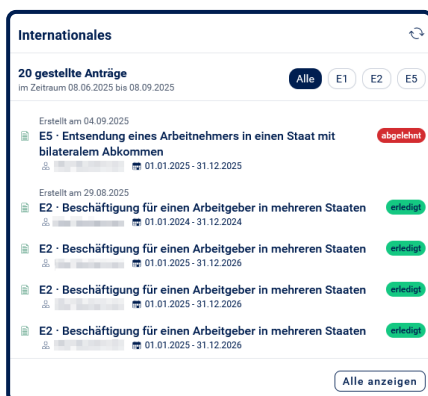 Internationales
20 gestellte Anträge
im Zeitraum 08.06.2025 bis 08.09.2025
Alle E1 E2 E5
Erstellt am 04.09.2025
E5 · Entsendung eines Arbeitnehmers in einen Staat mit abgelehnt
bilateralem Abkommen
01.01.2025 - 31.12.2025
Erstellt am 29.08.2025
E2 · Beschäftigung für einen Arbeitgeber in mehreren Staaten erledigt
01.01.2024 - 31.12.2024
E2 · Beschäftigung für einen Arbeitgeber in mehreren Staaten erledigt
01.01.2025 - 31.12.2026
E2 · Beschäftigung für einen Arbeitgeber in mehreren Staaten erledigt
01.01.2025 - 31.12.2026
E2 · Beschäftigung für einen Arbeitgeber in mehreren Staaten erledigt
01.01.2025 - 31.12.2026
Alle anzeigen